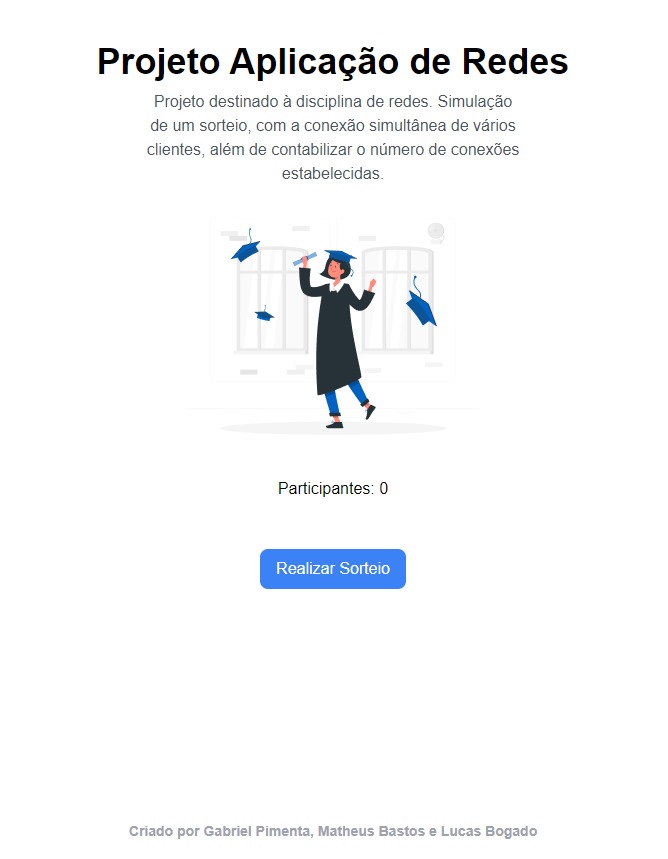 Projeto Aplicação de Redes
Projeto destinado à disciplina de redes. Simulação
de um sorteio, com a conexão simultânea de vários
clientes, além de contabilizar o número de conexões
estabelecidas.
Participantes: 0
Realizar Sorteio
Criado por Gabriel Pimenta, Matheus Bastos e Lucas Bogado